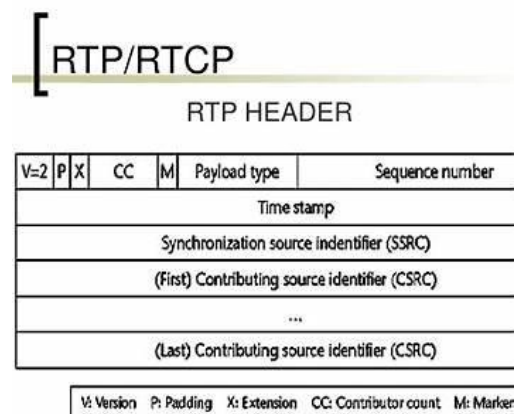 RTP/RTCP
RTP HEADER
V=2 P X CC M Payload type Sequence number
Time stamp
Synchronization source indentifier (SSRC)
(First) Contributing source identifier (CSRC)
...
(Last) Contributing source identifier (CSRC)
V: Version P: Padding X: Extension CC: Contributor count M: Marker